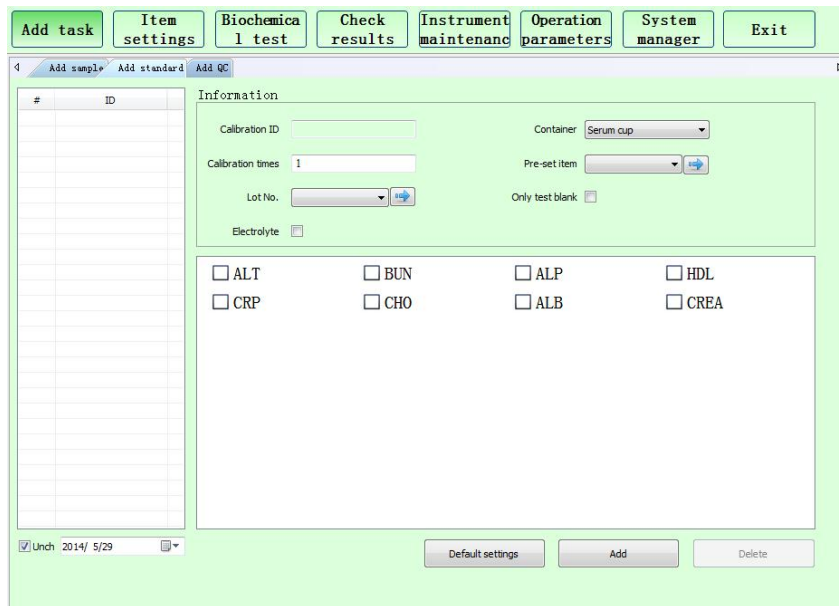 Add task
Item
settings
Biochemica
l test
Check
results
Instrument
maintenanc
Operation
parameters
System
manager
Exit
Add sample
Add standard
Add QC
# ID
Information
Calibration ID
Container Serum cup
Calibration times 1
Pre-set item
Lot No.
Only test blank
Electrolyte
ALT BUN ALP HDL
CRP CHO ALB CREA
Unch 2014/ 5/29
Default settings Add Delete